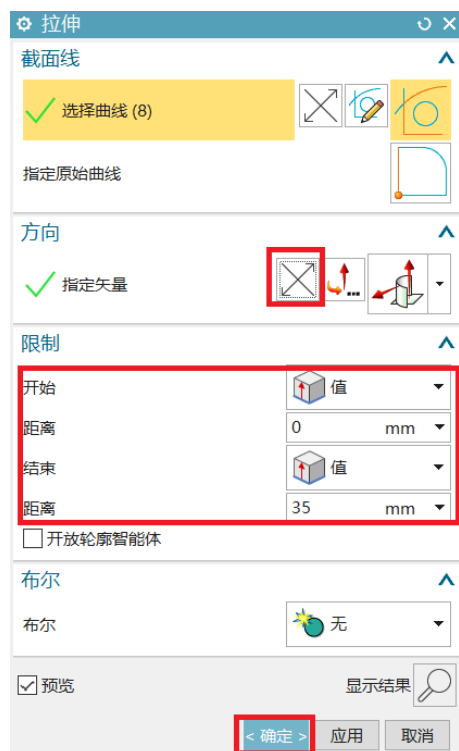 拉伸
截面线
选择曲线 (8)
指定原始曲线
方向
指定矢量
限制
开始 值
距离 0 mm
结束 值
距离 35 mm
开放轮廓智能体
布尔
布尔 无
预览 显示结果
< 确定 > 应用 取消